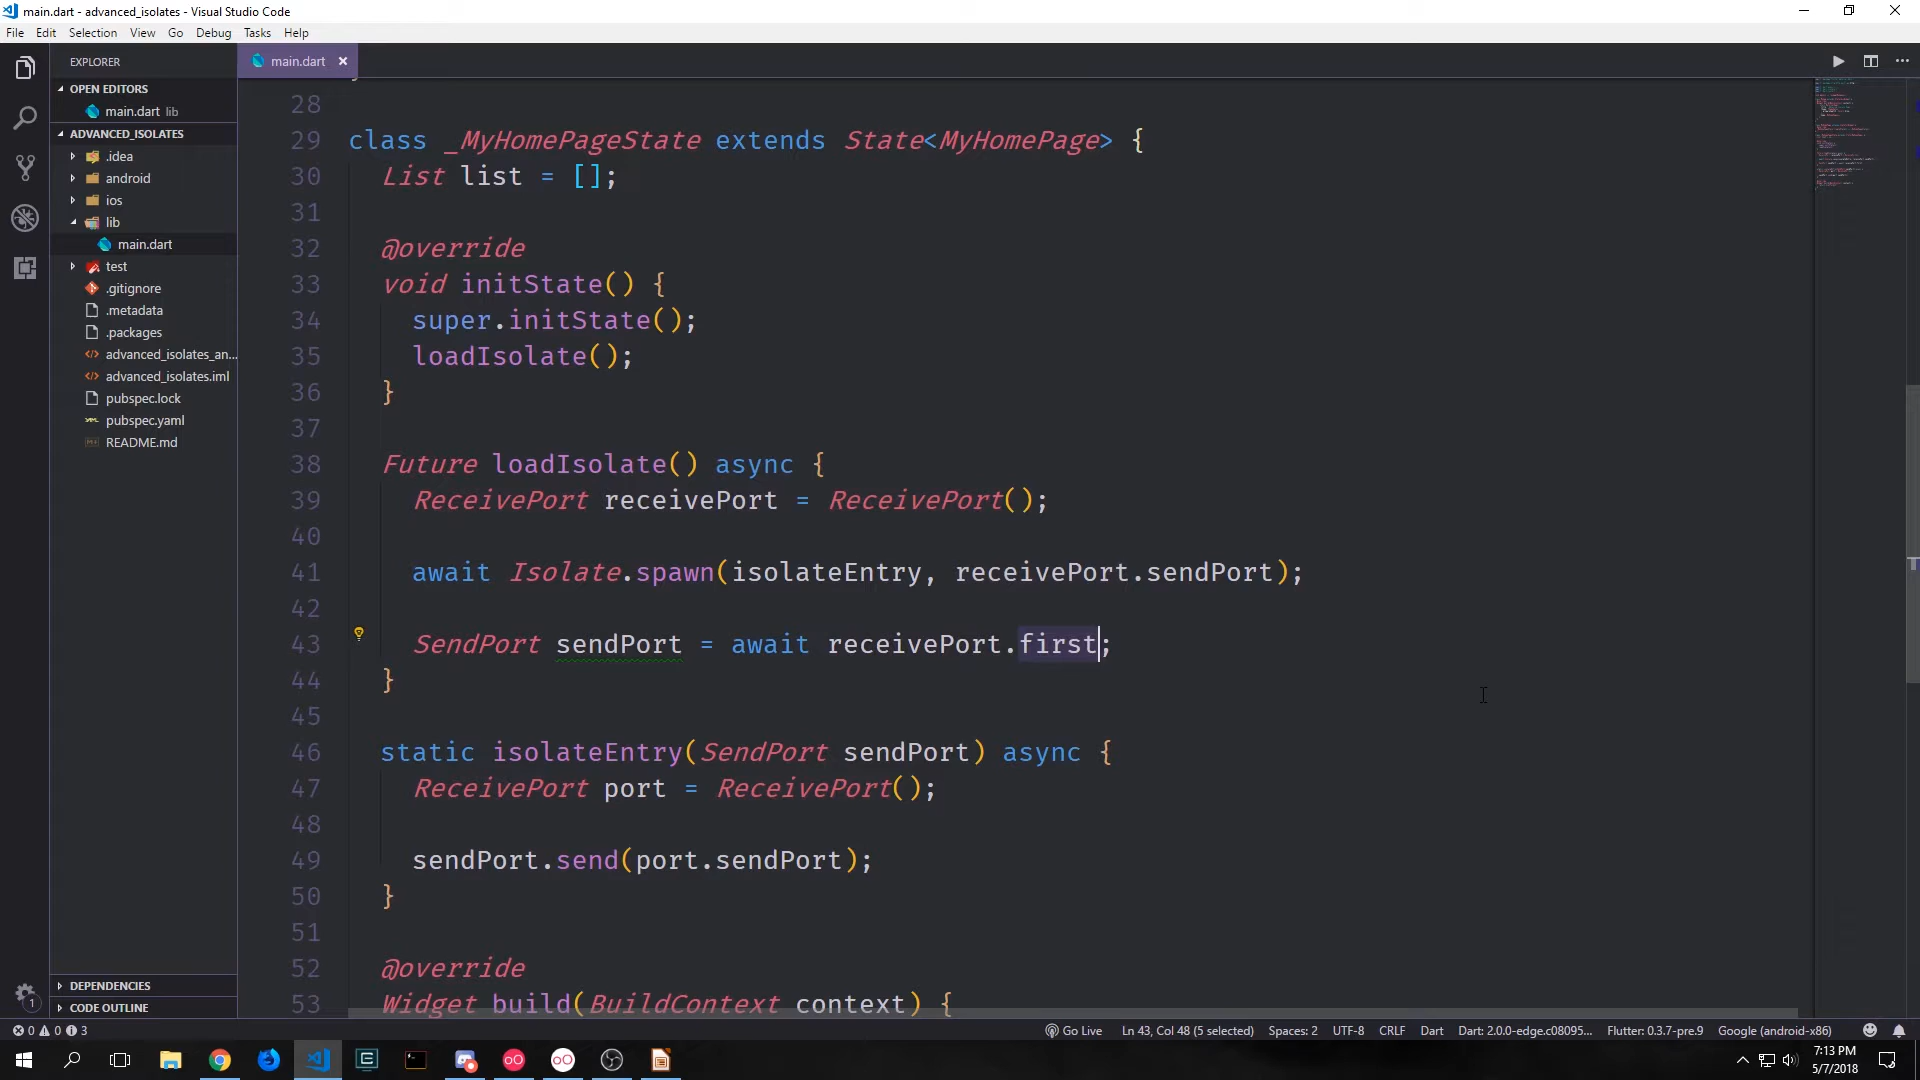 main.dart - advanced_isolates - Visual Studio Code
File Edit Selection View Go Debug Tasks Help
EXPLORER
OPEN EDITORS
main.dart lib
ADVANCED_ISOLATES
.idea
android
ios
lib
main.dart
test
.gitignore
.metadata
.packages
advanced_isolates_an...
advanced_isolates.iml
pubspec.lock
pubspec.yaml
README.md
DEPENDENCIES
CODE OUTLINE
main.dart
28
29 class _MyHomePageState extends State<MyHomePage> {
30 List list = [];
31
32 @override
33 void initState() {
34 super.initState();
35 loadIsolate();
36 }
37
38 Future loadIsolate() async {
39 ReceivePort receivePort = ReceivePort();
40
41 await Isolate.spawn(isolateEntry, receivePort.sendPort);
42
43 SendPort sendPort = await receivePort.first;
44 }
45
46 static isolateEntry(SendPort sendPort) async {
47 ReceivePort port = ReceivePort();
48
49 sendPort.send(port.sendPort);
50 }
51
52 @override
53 Widget build(BuildContext context) {
0 0 3 Go Live Ln 43, Col 48 (5 selected) Spaces: 2 UTF-8 CRLF Dart Dart: 2.0.0-edge.c08095... Flutter: 0.3.7-pre.9 Google (android-x86)
7:13 PM
5/7/2018